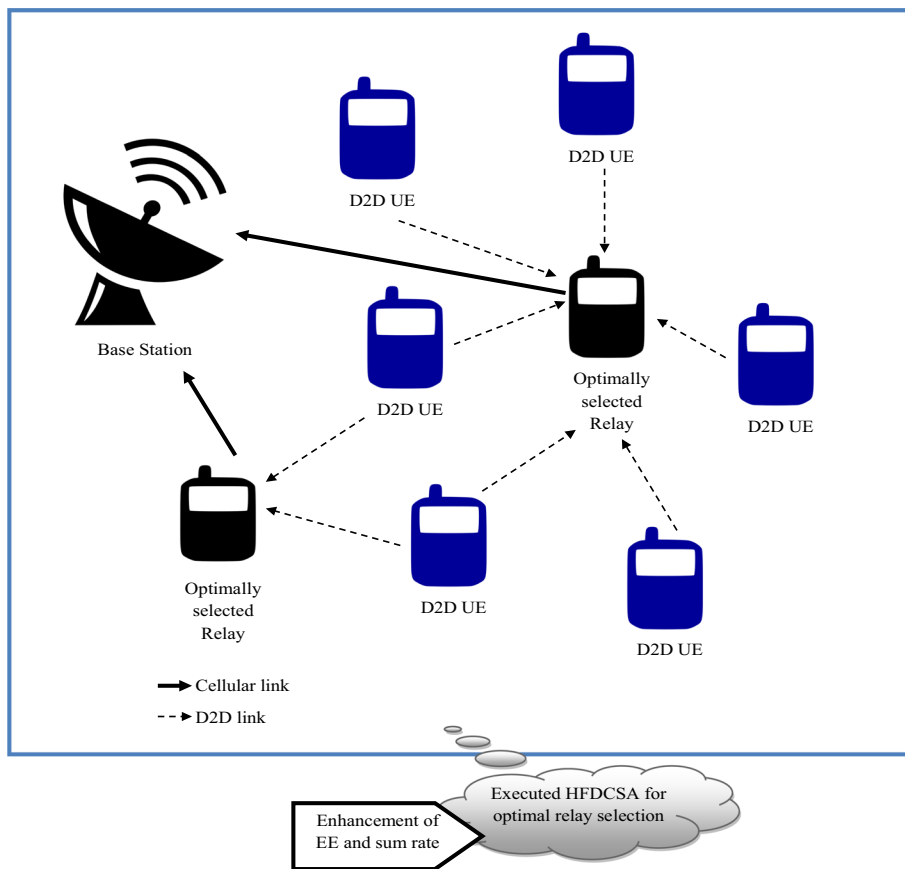 D2D UE
D2D UE
Base Station
D2D UE
Optimally
selected
Relay
D2D UE
Optimally
selected
Relay
D2D UE
D2D UE
Cellular link
D2D link
Executed HFDCSA for
optimal relay selection
Enhancement of
EE and sum rate